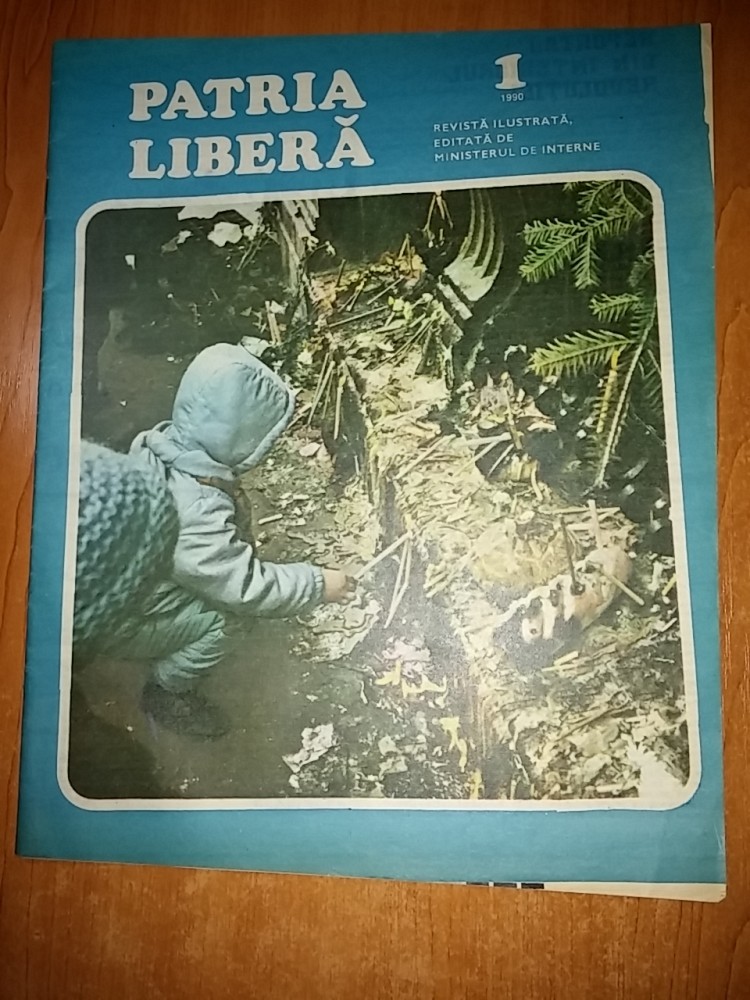 PATRIA
LIBERĂ
1
1990
REVISTĂ ILUSTRATĂ,
EDITATĂ DE
MINISTERUL DE INTERNE